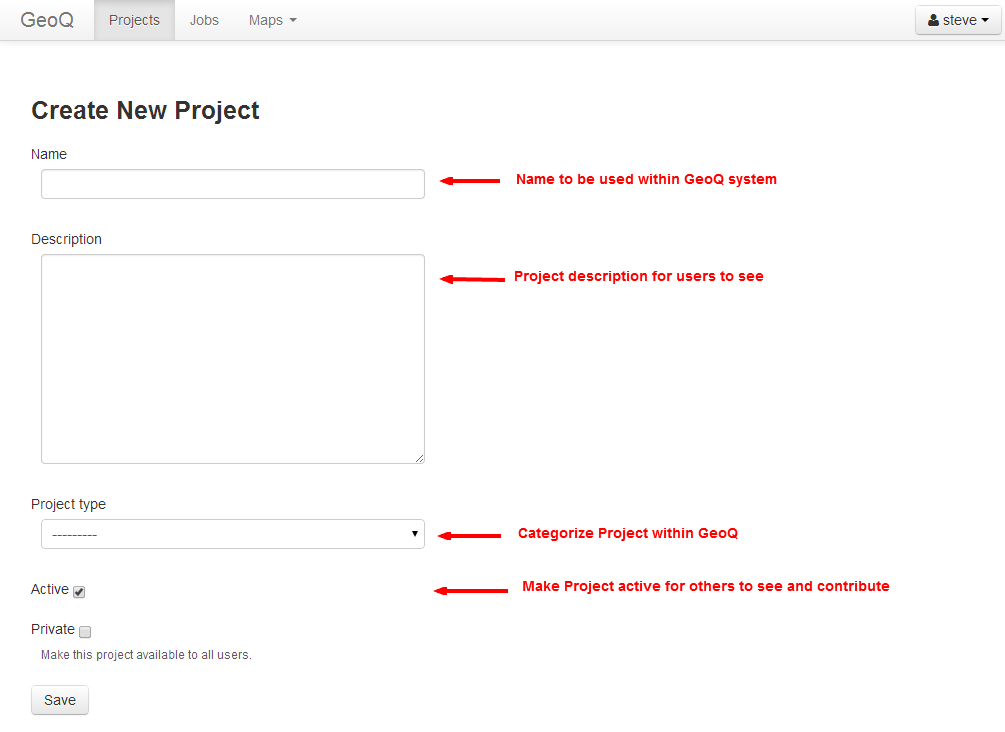 GeoQ Projects Jobs Maps steve
Create New Project
Name
Name to be used within GeoQ system
Description
Project description for users to see
Project type
---------
Categorize Project within GeoQ
Active
Make Project active for others to see and contribute
Private
Make this project available to all users.
Save